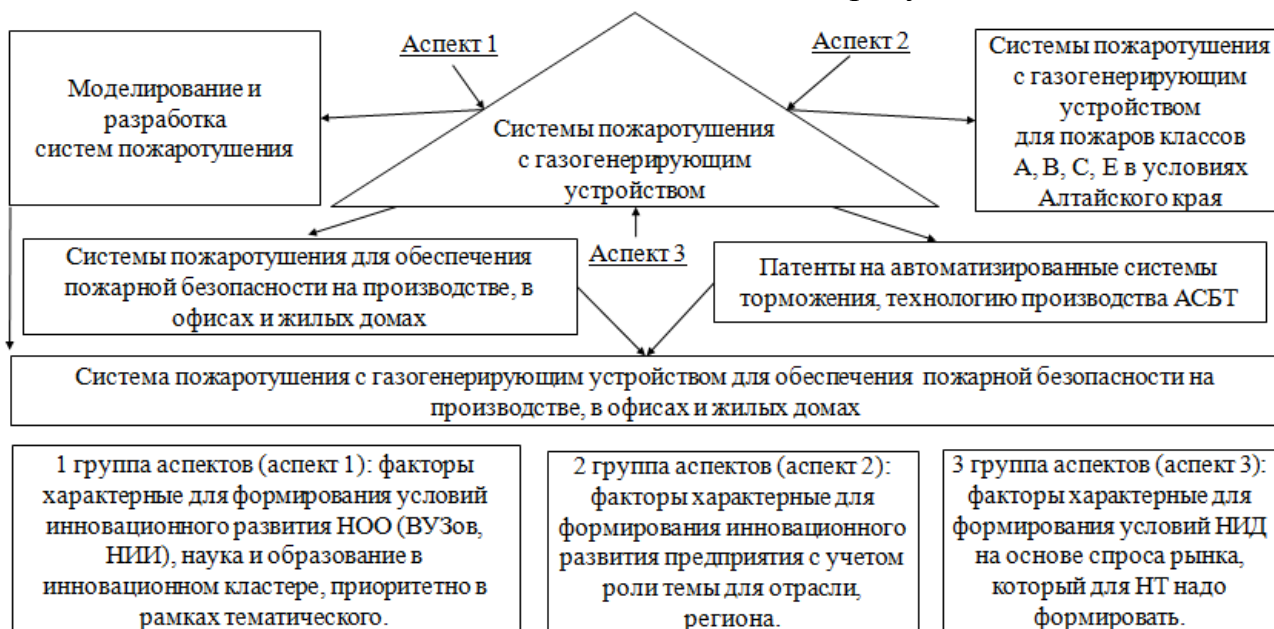 Аспект 1
Аспект 2
Моделирование и
разработка
систем пожаротушения
Системы пожаротушения
с газогенерирующим
устройством
Системы пожаротушения
с газогенерирующим
устройством
для пожаров классов
А, В, С, Е в условиях
Алтайского края
Системы пожаротушения для обеспечения
пожарной безопасности на производстве, в
офисах и жилых домах
Аспект 3
Патенты на автоматизированные системы
торможения, технологию производства АСБТ
Система пожаротушения с газогенерирующим устройством для обеспечения пожарной безопасности на
производстве, в офисах и жилых домах
1 группа аспектов (аспект 1): факторы
характерные для формирования условий
инновационного развития НОО (ВУЗов,
НИИ), наука и образование в
инновационном кластере, приоритетно в
рамках тематического.
2 группа аспектов (аспект 2):
факторы характерные для
формирования инновационного
развития предприятия с учетом
роли темы для отрасли,
региона.
3 группа аспектов (аспект 3):
факторы характерные для
формирования условий НИД
на основе спроса рынка,
который для НТ надо
формировать.